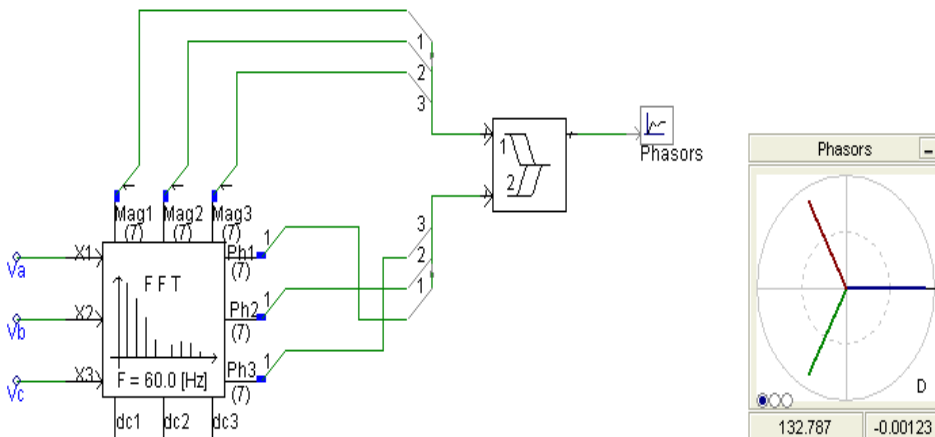 1
2
3
1
2
Phasors
Mag1 Mag2 Mag3
(7) (7) (7)
Va X1
Vb X2
Vc X3
FFT
F = 60.0 [Hz]
Ph1 1
(7)
Ph2 1
(7)
Ph3 1
(7)
3
2
1
dc1 dc2 dc3
Phasors
D
132.787 -0.00123